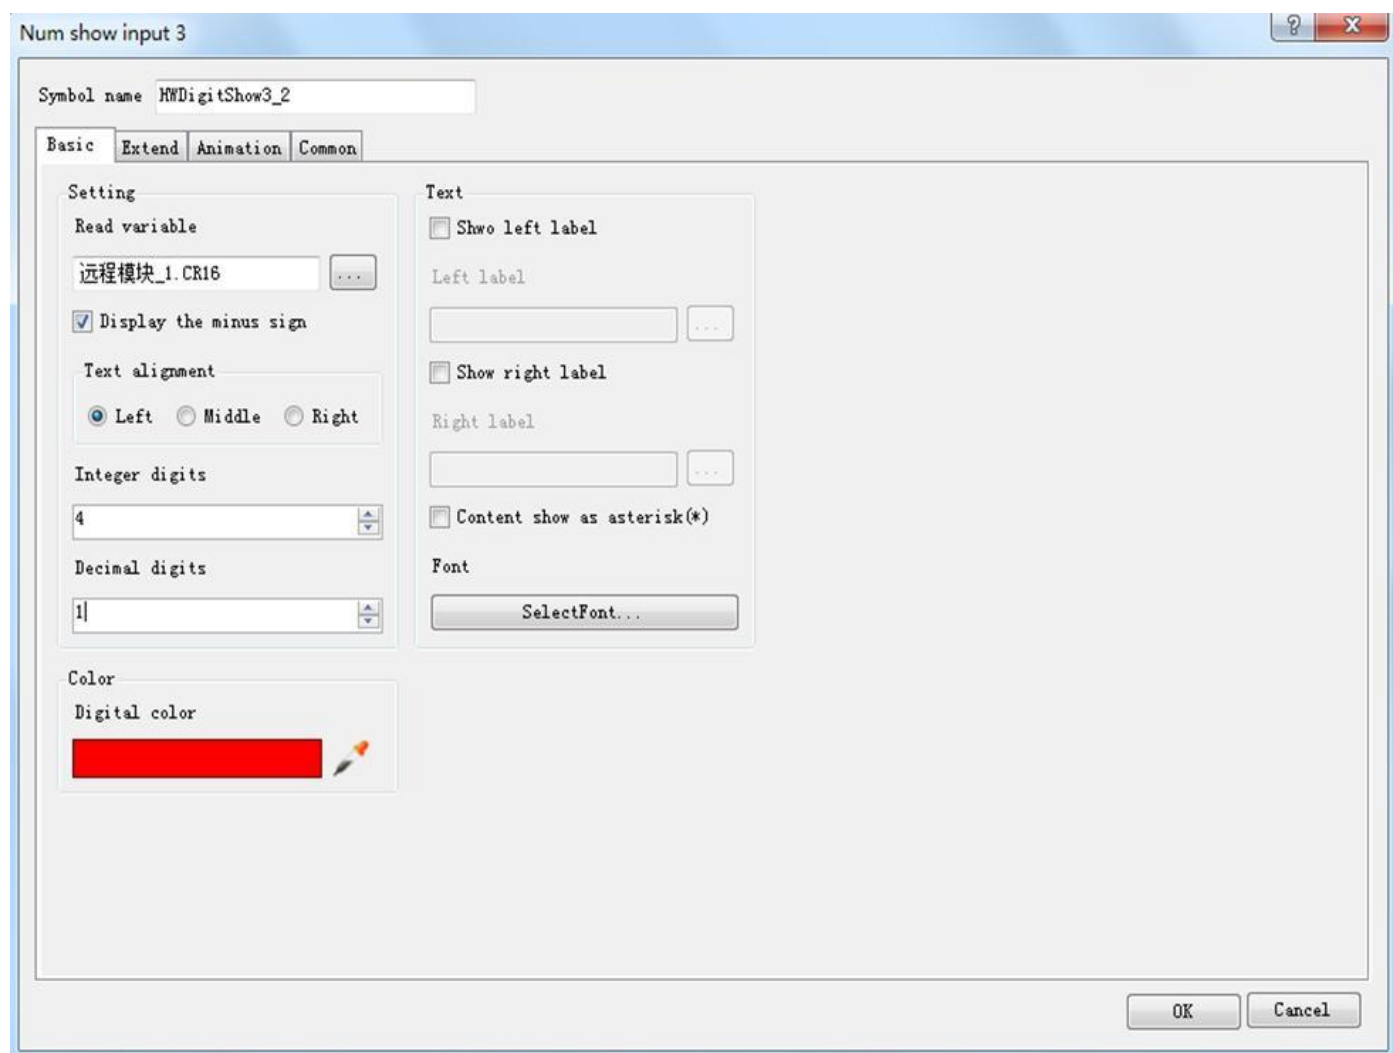 Num show input 3
Symbol name HWDigitShow3_2
Basic Extend Animation Common
Setting
Read variable
远程模块_1.CR16 ...
Display the minus sign
Text alignment
Left Middle Right
Integer digits
4
Decimal digits
1
Text
Shwo left label
Left label
...
Show right label
Right label
...
Content show as asterisk(*)
Font
SelectFont...
Color
Digital color
OK Cancel